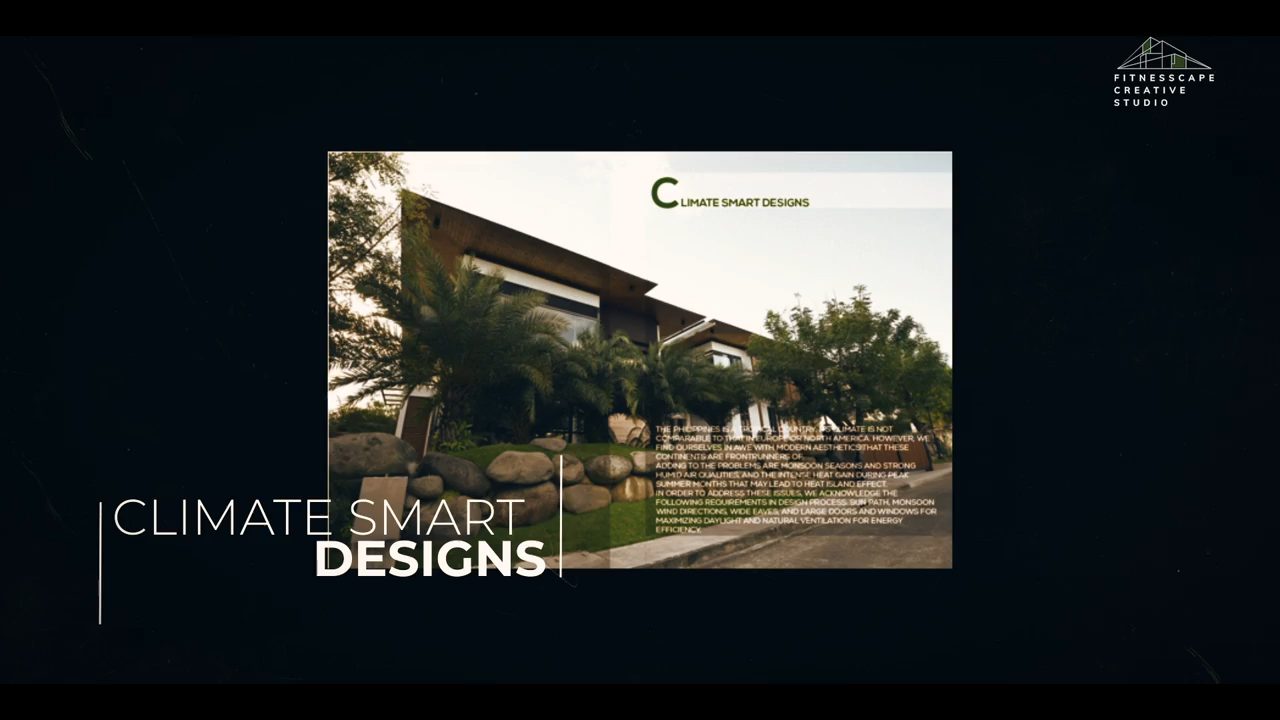 FITNESSCAPE
CREATIVE
STUDIO
CLIMATE SMART DESIGNS
THE PHILIPPINES IS A TROPICAL COUNTRY. ITS CLIMATE IS NOT
COMPARABLE TO THAT IN EUROPE OR NORTH AMERICA. HOWEVER, WE
FIND OURSELVES IN AWE WITH MODERN AESTHETICS THAT THESE
CONTINENTS ARE FRONTRUNNERS OF.
ADDING TO THE PROBLEMS ARE MONSOON SEASONS AND STRONG
HUMID AIR QUALITIES, AND THE INTENSE HEAT GAIN DURING PEAK
SUMMER MONTHS THAT MAY LEAD TO HEAT ISLAND EFFECT.
IN ORDER TO ADDRESS THESE ISSUES, WE ACKNOWLEDGE THE
FOLLOWING REQUIREMENTS IN DESIGN PROCESS: SUN PATH, MONSOON
WIND DIRECTIONS, WIDE EAVES, AND LARGE DOORS AND WINDOWS FOR
MAXIMIZING DAYLIGHT AND NATURAL VENTILATION FOR ENERGY
EFFICIENCY.
CLIMATE SMART
DESIGNS